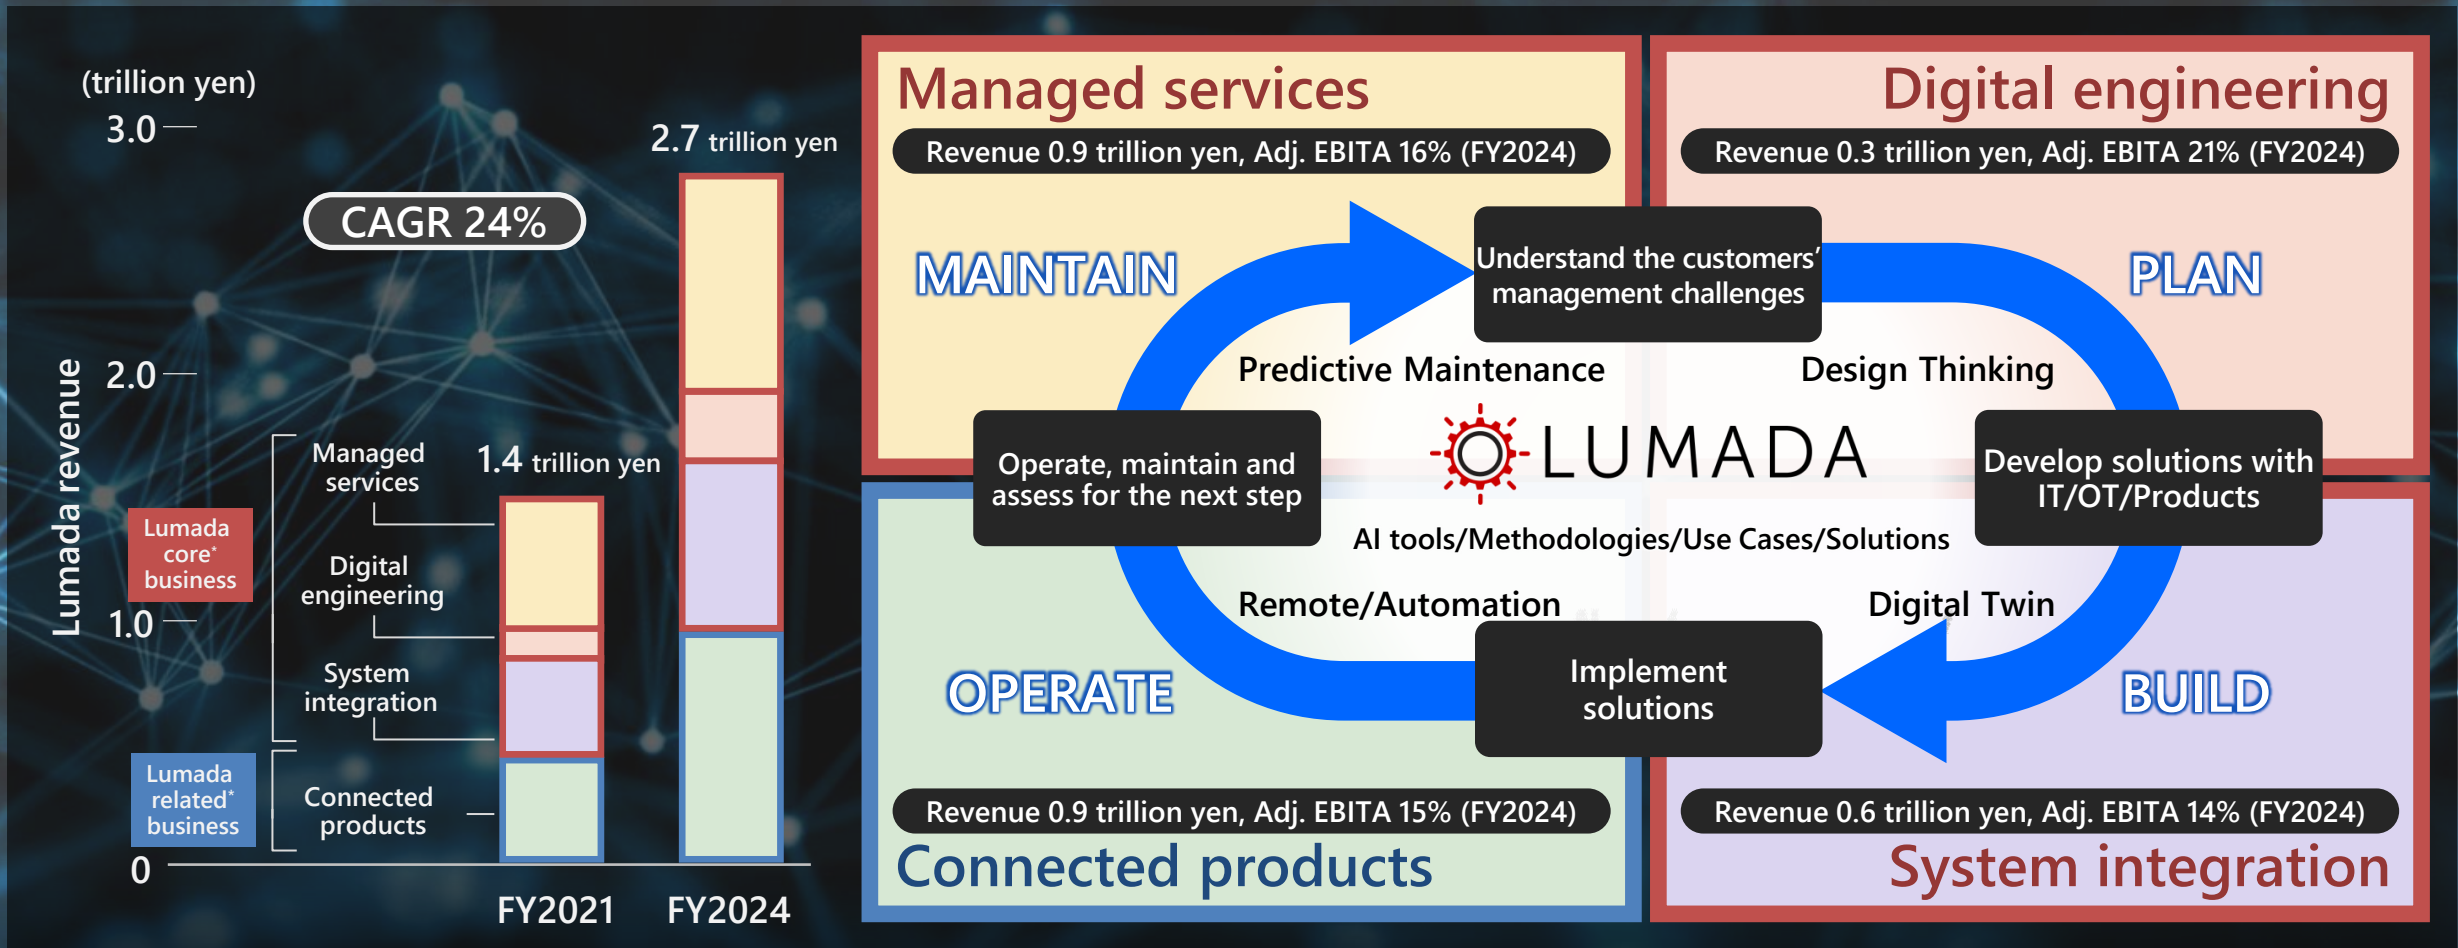 (trillion yen)
3.0
2.0
1.0
0
Lumada revenue
CAGR 24%
2.7 trillion yen
1.4 trillion yen
Managed
services
Digital
engineering
System
integration
Connected
products
Lumada
core*
business
Lumada
related*
business
FY2021
FY2024
Managed services
Revenue 0.9 trillion yen, Adj. EBITA 16% (FY2024)
MAINTAIN
Digital engineering
Revenue 0.3 trillion yen, Adj. EBITA 21% (FY2024)
PLAN
Understand the customers'
management challenges
Predictive Maintenance
Design Thinking
Operate, maintain and
assess for the next step
LUMADA
Develop solutions with
IT/OT/Products
AI tools/Methodologies/Use Cases/Solutions
Remote/Automation
Digital Twin
Implement
solutions
OPERATE
BUILD
Revenue 0.9 trillion yen, Adj. EBITA 15% (FY2024)
Connected products
Revenue 0.6 trillion yen, Adj. EBITA 14% (FY2024)
System integration